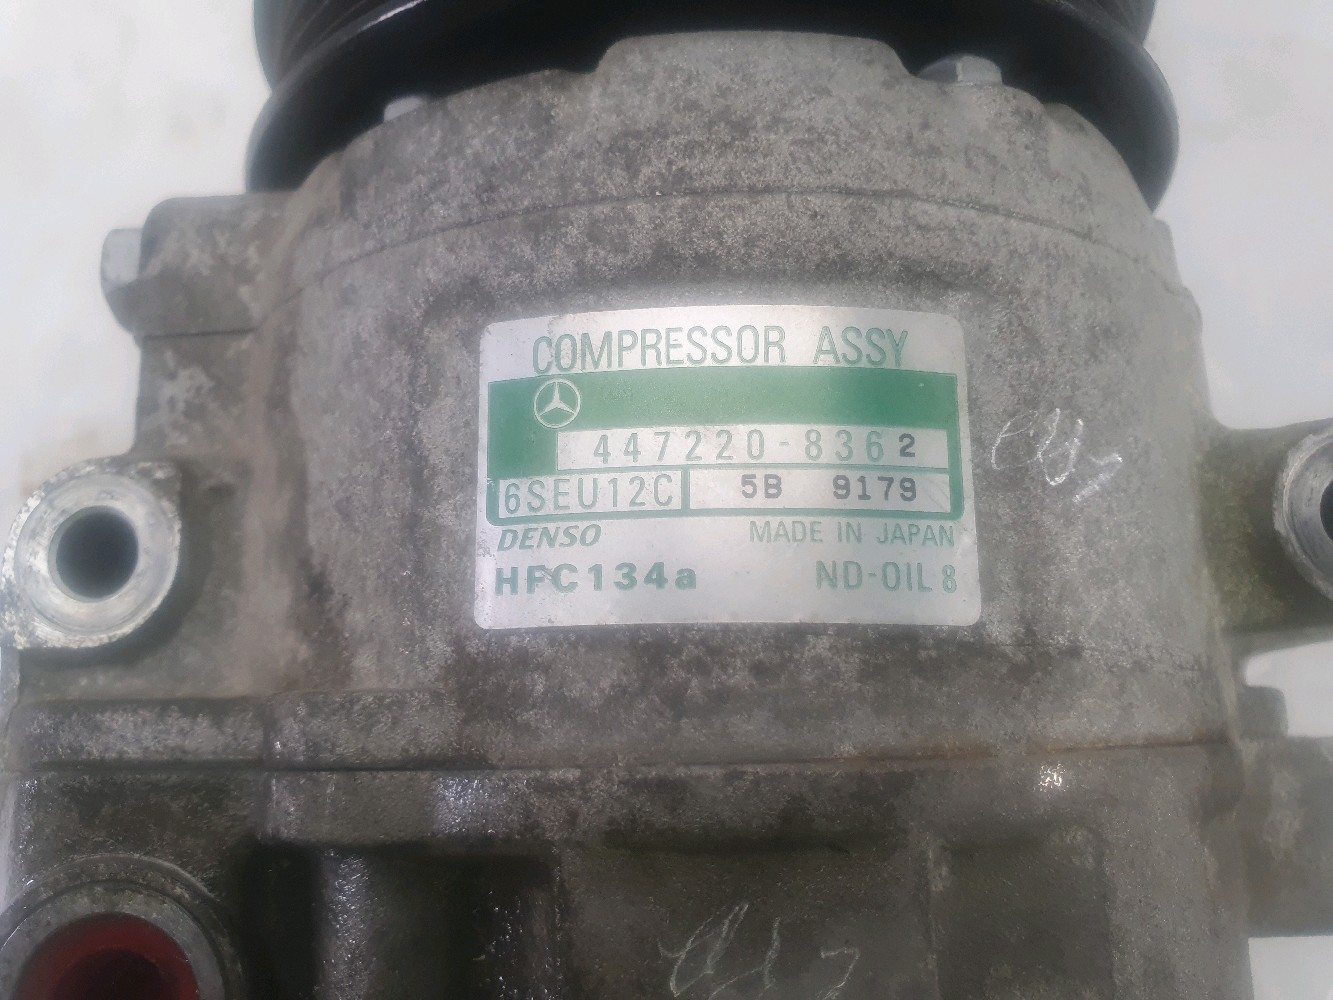 COMPRESSOR ASSY
447220-8362
6SEU12C 5B 9179
DENSO MADE IN JAPAN
HFC134a ND-OIL 8